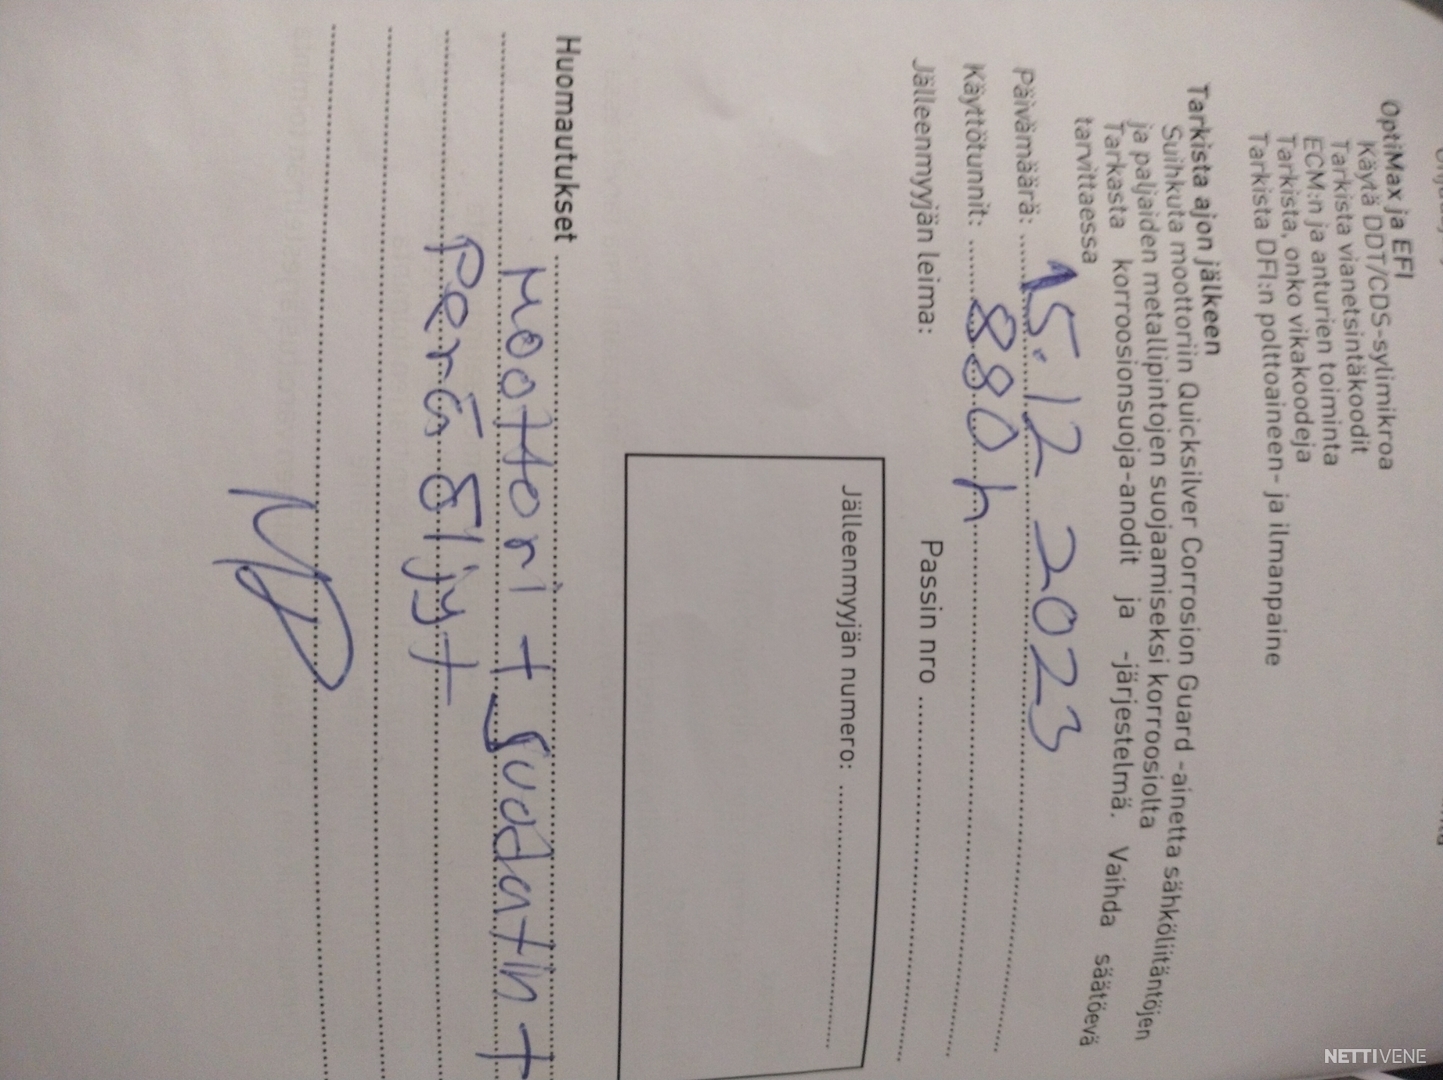 OptiMax ja EFI
Käytä DDT/CDS-sylimikroa
Tarkista vianetsintäkoodit
ECM:n ja anturien toiminta
Tarkista, onko vikakoodeja
Tarkista DFI:n polttoaineen- ja ilmanpaine
Tarkista ajon jälkeen
Suihkuta moottoriin Quicksilver Corrosion Guard -ainetta sähköliitäntöjen
ja paljaiden metallipintojen suojaamiseksi korroosiolta
Tarkasta korroosionsuoja-anodit ja -järjestelmä. Vaihda säätöevä
tarvittaessa
Päivämäärä: 15.12 2023
Käyttötunnit: 880 h
Jälleenmyyjän leima: Passin nro
Jälleenmyyjän numero:
Huomautukset
Moottori + suodatin +
Perä öljyt
NETTIVENE